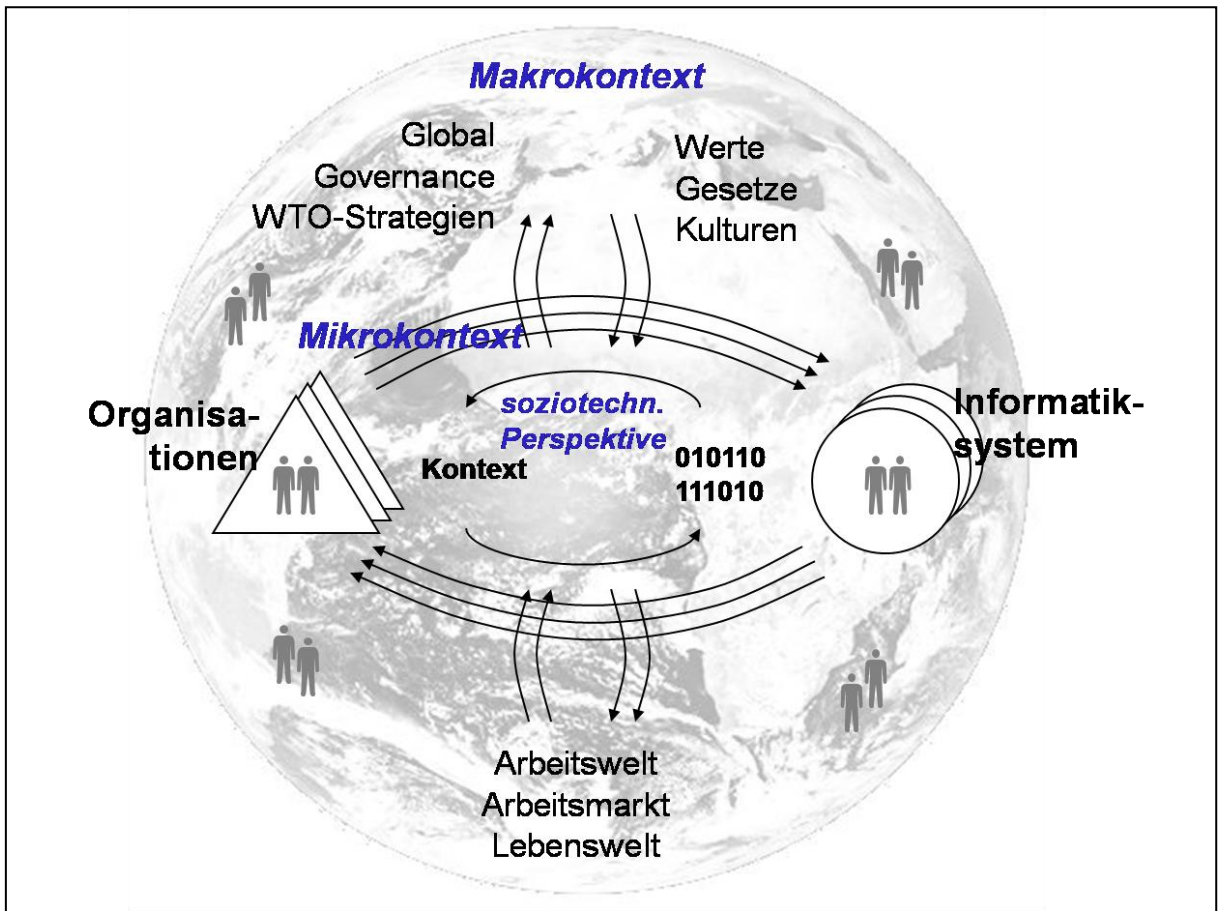 Makrokontext
Global
Governance
WTO-Strategien
Werte
Gesetze
Kulturen
Mikrokontext
soziotechn.
Perspektive
Organisa-
tionen
Kontext
010110
111010
Informatik-
system
Arbeitswelt
Arbeitsmarkt
Lebenswelt